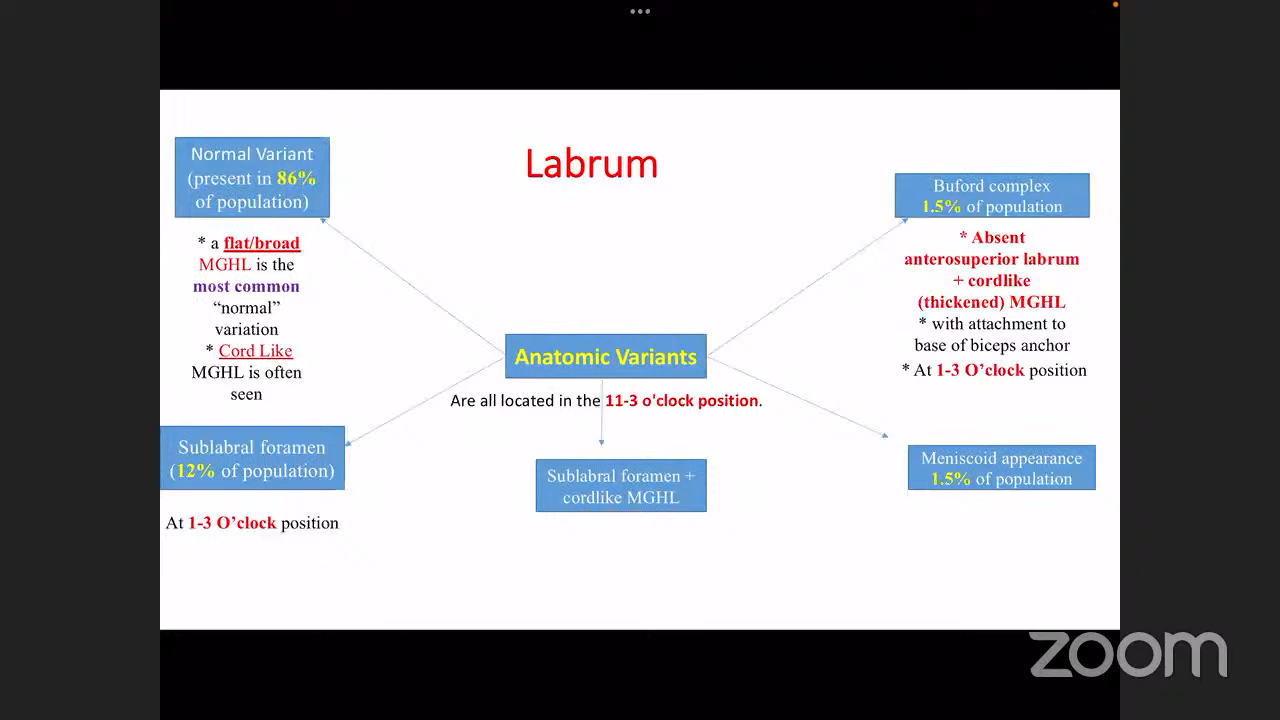 Labrum
Normal Variant
(present in 86%
of population)
* a flat/broad
MGHL is the
most common
“normal”
variation
* Cord Like
MGHL is often
seen
Sublabral foramen
(12% of population)
At 1-3 O’clock position
Anatomic Variants
Are all located in the 11-3 o'clock position.
Sublabral foramen +
cordlike MGHL
Buford complex
1.5% of population
* Absent
anterosuperior labrum
+ cordlike
(thickened) MGHL
* with attachment to
base of biceps anchor
* At 1-3 O’clock position
Meniscoid appearance
1.5% of population
zoom